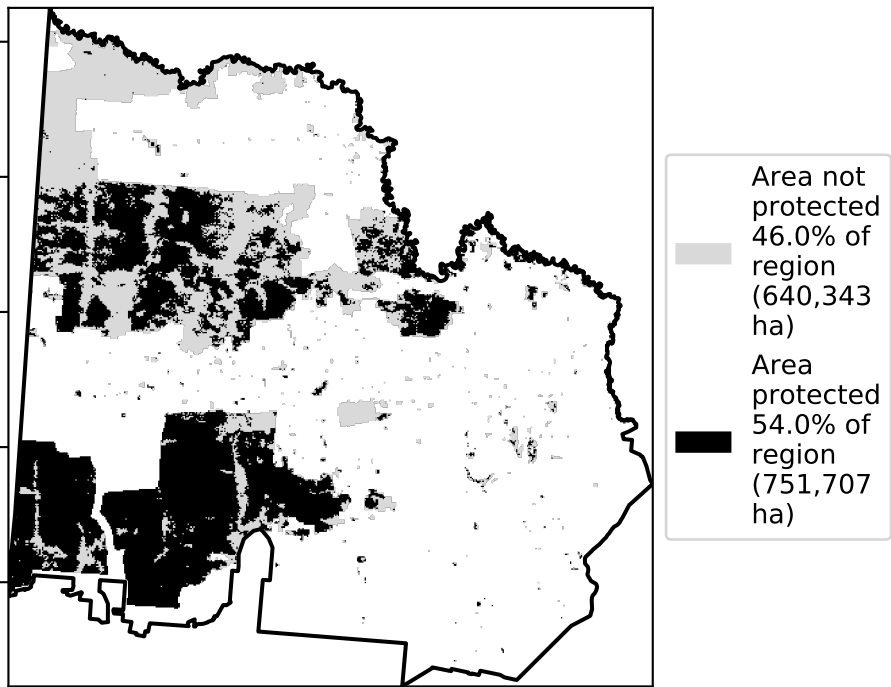 Area not
protected
46.0% of
region
(640,343
ha)
Area
protected
54.0% of
region
(751,707
ha)